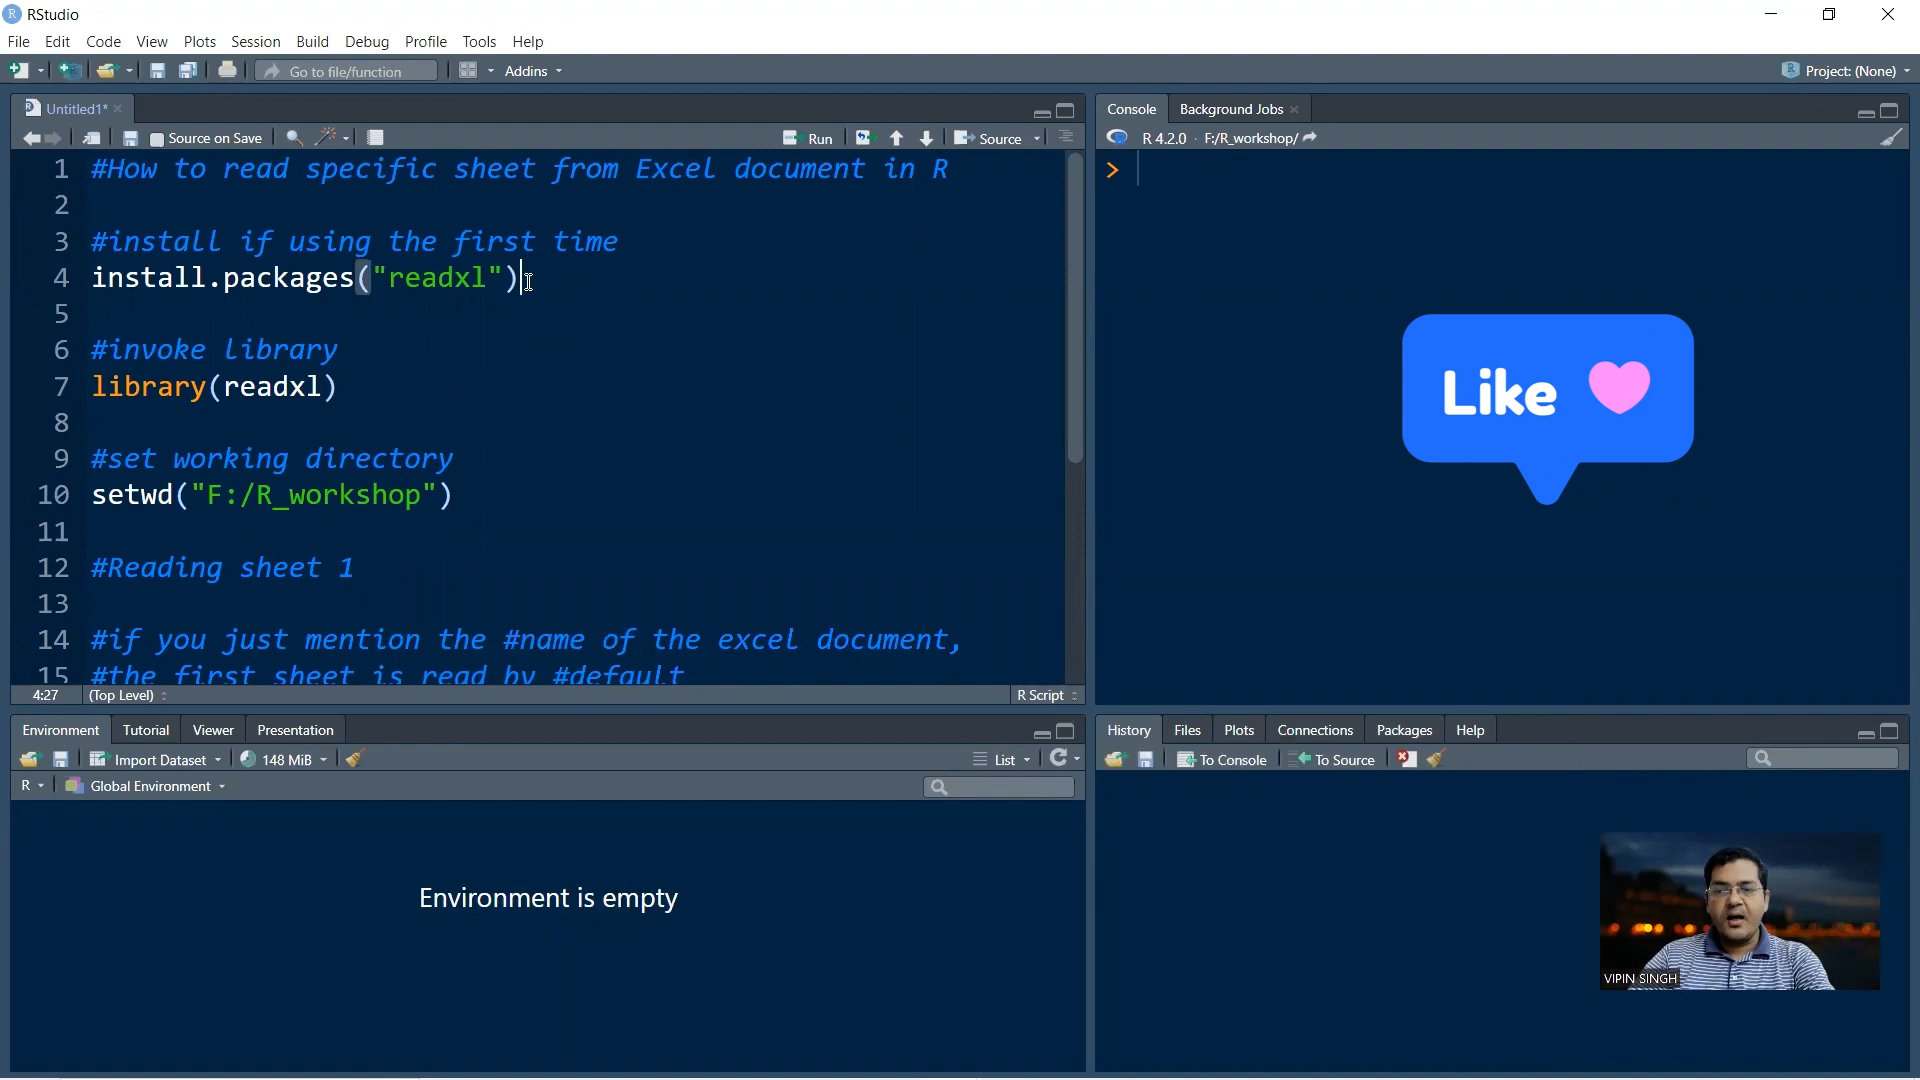 RStudio
File Edit Code View Plots Session Build Debug Profile Tools Help
Go to file/function Addins Project: (None)
Untitled1*
Source on Save Run Source
1 #How to read specific sheet from Excel document in R
2
3 #install if using the first time
4 install.packages("readxl")
5
6 #invoke library
7 library(readxl)
8
9 #set working directory
10 setwd("F:/R_workshop")
11
12 #Reading sheet 1
13
14 #if you just mention the #name of the excel document,
15 #the first sheet is read by #default
4:27 (Top Level) R Script
Console Background Jobs
R 4.2.0 · F:/R_workshop/
>
Like
Environment Tutorial Viewer Presentation
Import Dataset 148 MiB List
R Global Environment
Environment is empty
History Files Plots Connections Packages Help
To Console To Source
VIPIN SINGH